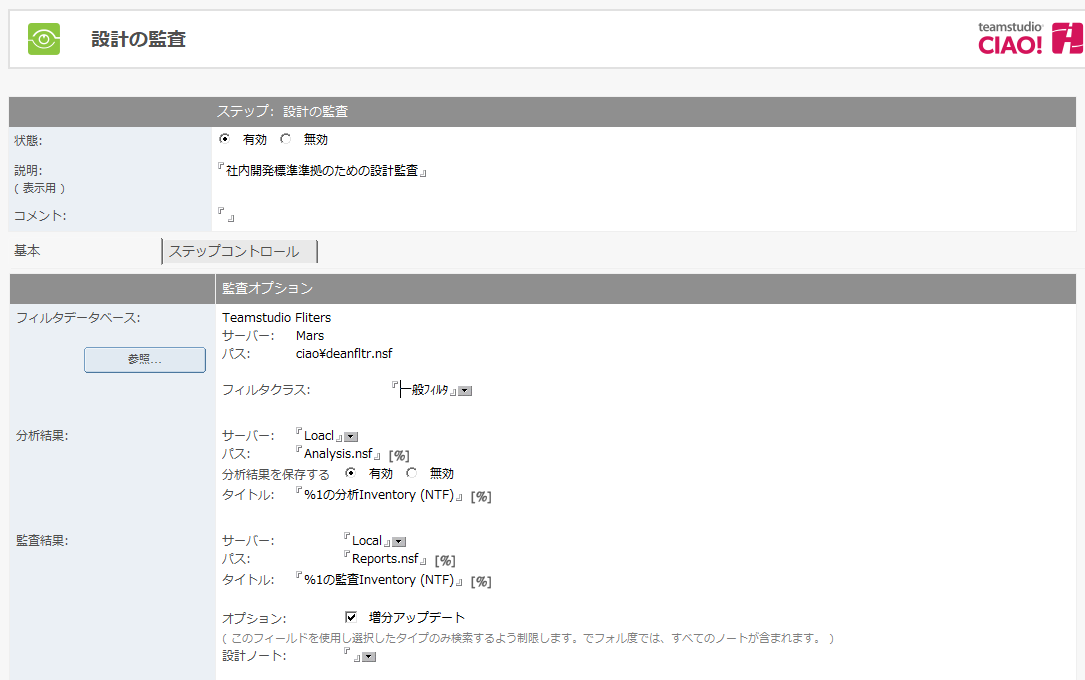 設計の監査
teamstudio
CIAO!
ステップ: 設計の監査
状態: 有効 無効
説明: 『社内開発標準準拠のための設計監査』
( 表示用 )
コメント: 『 』
基本 ステップコントロール
監査オプション
フィルタデータベース: Teamstudio Fliters
サーバー: Mars
参照... パス: ciao¥deanfltr.nsf
フィルタクラス: 『一般フィルタ』
分析結果: サーバー: 『Loacl』
パス: 『Analysis.nsf』 [%]
分析結果を保存する 有効 無効
タイトル: 『%1の分析Inventory (NTF)』 [%]
監査結果: サーバー: 『Local』
パス: 『Reports.nsf』 [%]
タイトル: 『%1の監査Inventory (NTF)』 [%]
オプション: 増分アップデート
( このフィールドを使用し選択したタイプのみ検索するよう制限します。でフォル度では、すべてのノートが含まれます。 )
設計ノート: 『 』